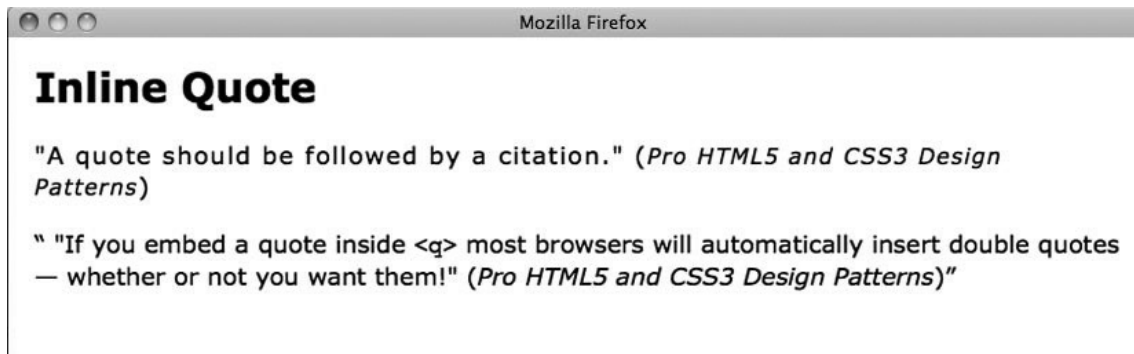 Mozilla Firefox
Inline Quote
"A quote should be followed by a citation." (Pro HTML5 and CSS3 Design
Patterns)
“ "If you embed a quote inside <q> most browsers will automatically insert double quotes
— whether or not you want them!" (Pro HTML5 and CSS3 Design Patterns)”